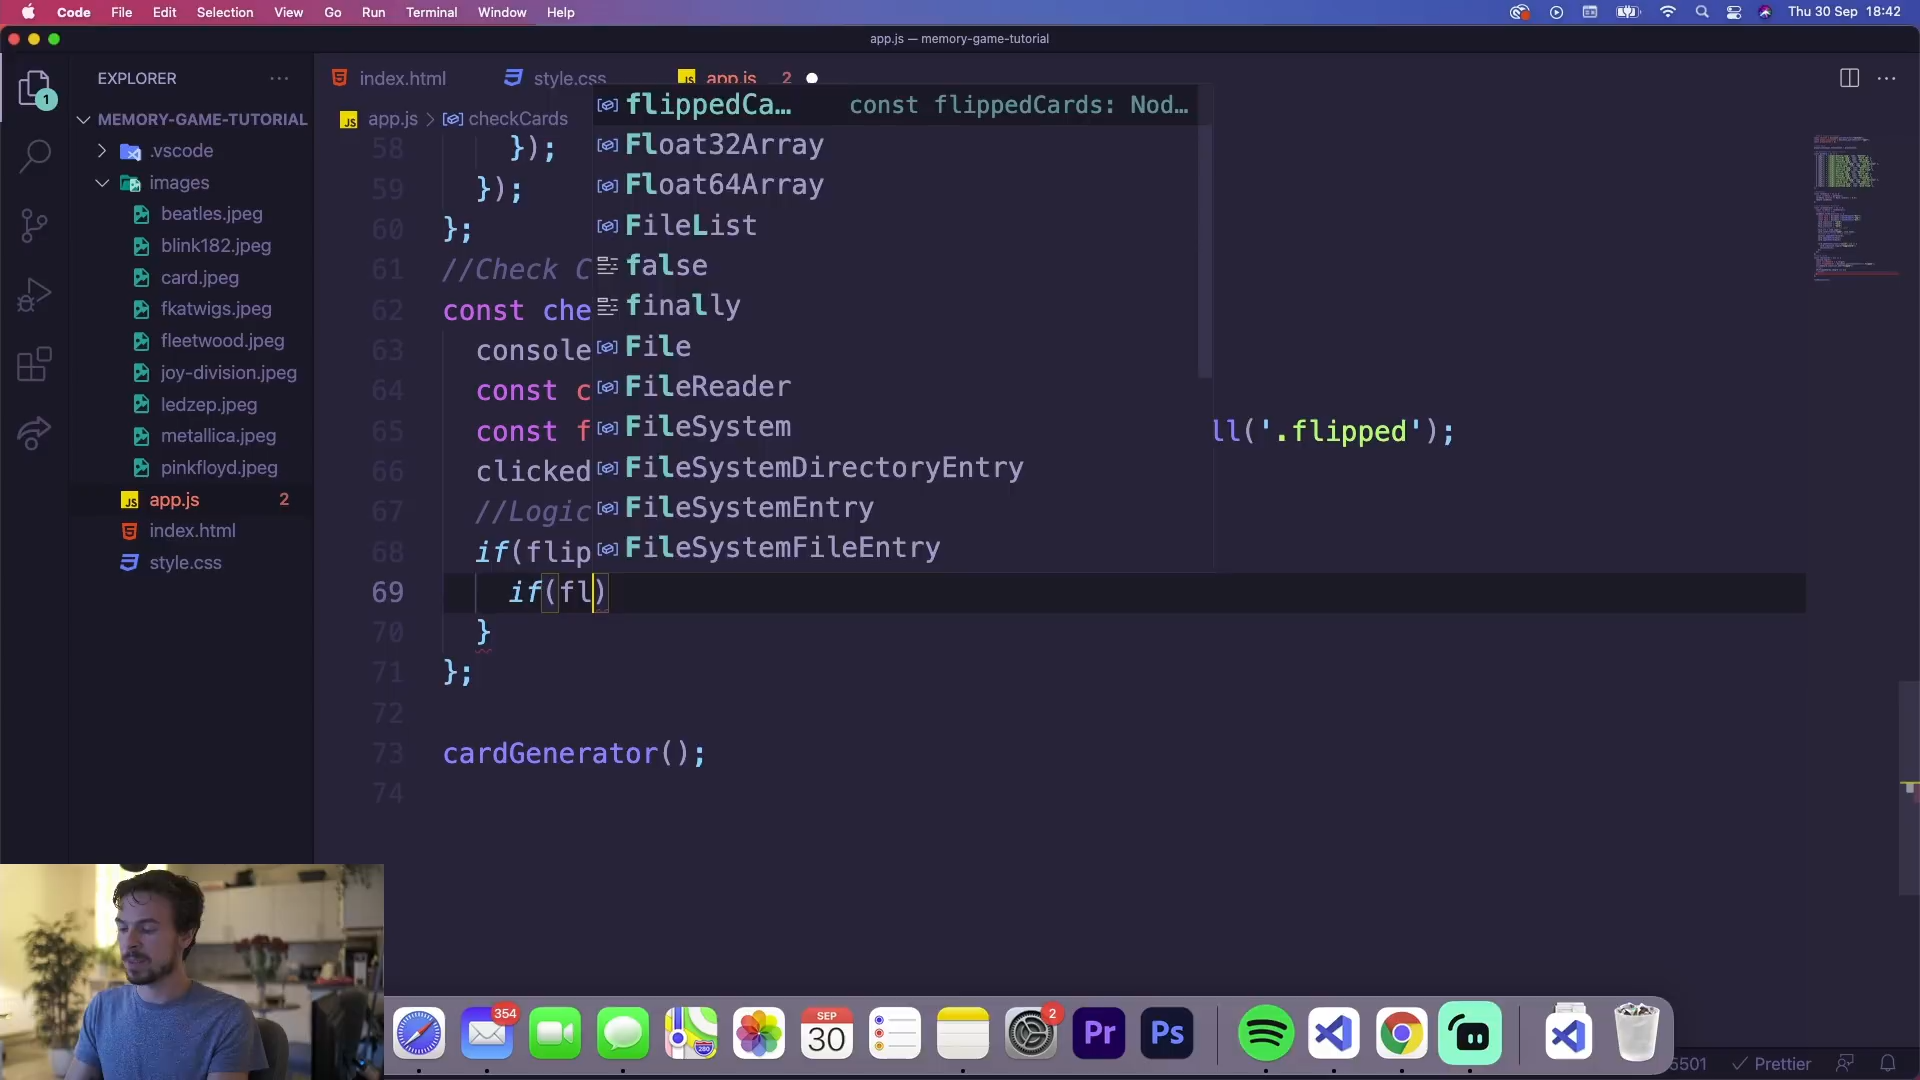 Code File Edit Selection View Go Run Terminal Window Help Thu 30 Sep 18:42
app.js — memory-game-tutorial
EXPLORER
1
MEMORY-GAME-TUTORIAL
.vscode
images
beatles.jpeg
blink182.jpeg
card.jpeg
fkatwigs.jpeg
fleetwood.jpeg
joy-division.jpeg
ledzep.jpeg
metallica.jpeg
pinkfloyd.jpeg
app.js 2
index.html
style.css
index.html style.css app.js 2
app.js > checkCards
58 });
59 });
60 };
61 //Check C
62 const che
63 console
64 const c
65 const f ll('.flipped');
66 clicked
67 //Logic
68 if(flip
69 if(fl)
70 }
71 };
72
73 cardGenerator();
74
flippedCa… const flippedCards: Nod…
Float32Array
Float64Array
FileList
false
finally
File
FileReader
FileSystem
FileSystemDirectoryEntry
FileSystemEntry
FileSystemFileEntry
354
SEP
30
280
2
Pr
Ps
5501 Prettier